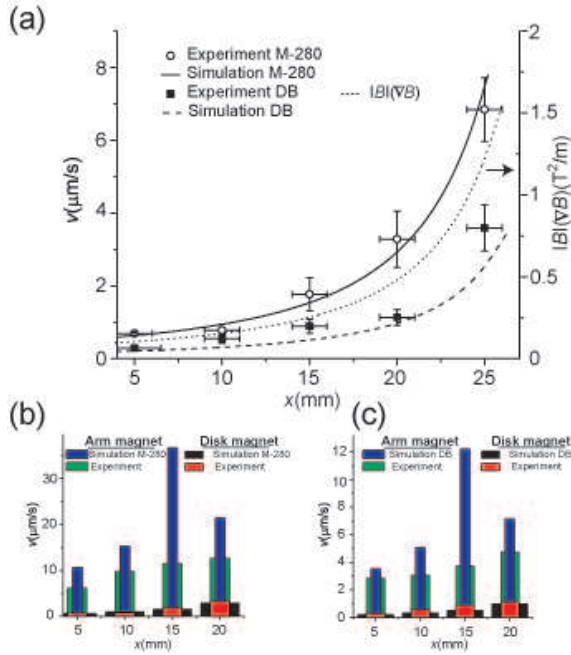 (a)
Experiment M-280
Simulation M-280
Experiment DB
Simulation DB
|B|(∇B)
v(μm/s)
8
6
4
2
0
2
1.5
1
0.5
0
|B|(∇B)(T²/m)
5 10 15 20 25
x(mm)
(b)
Arm magnet Disk magnet
Simulation M-280 Simulation M-280
Experiment Experiment
v(μm/s)
30
20
10
0
5 10 15 20
x(mm)
(c)
Arm magnet Disk magnet
Simulation DB Simulation DB
Experiment Experiment
v(μm/s)
12
10
8
6
4
2
0
5 10 15 20
x(mm)